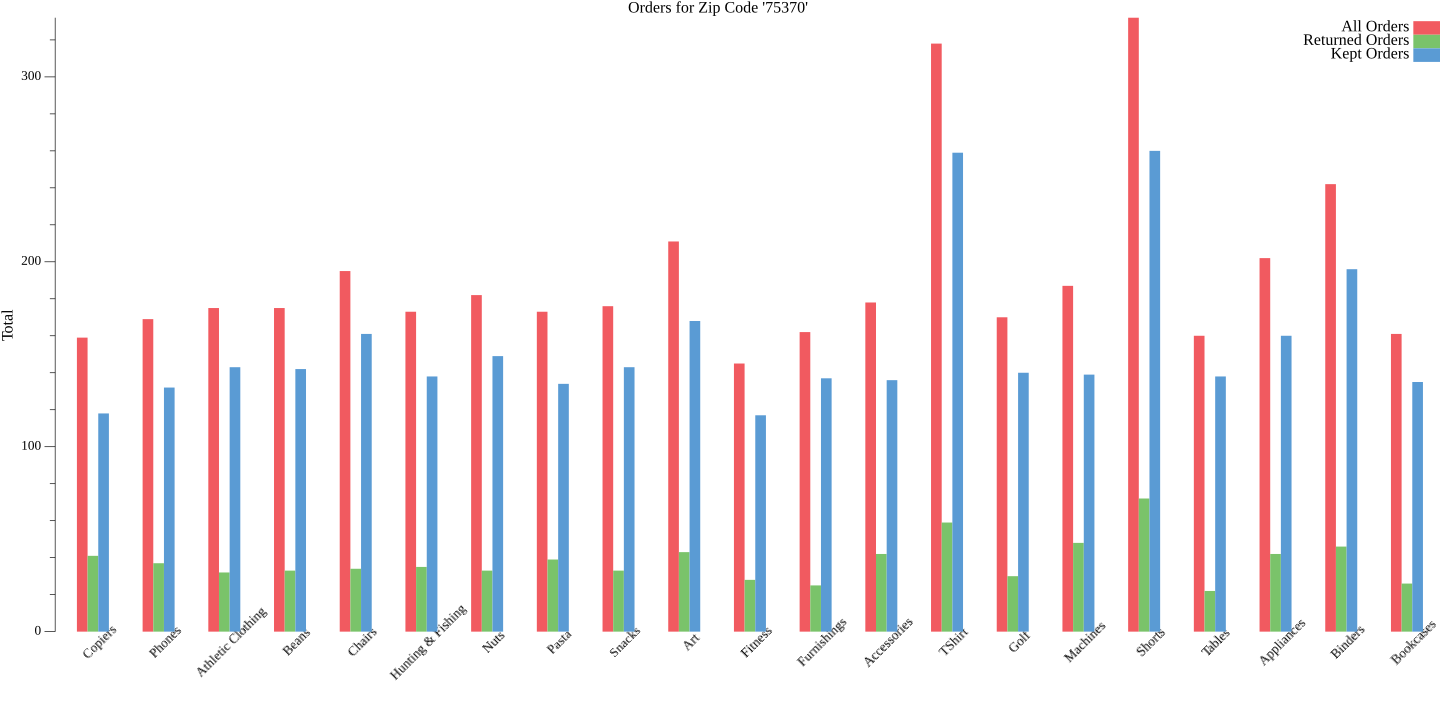 Orders for Zip Code '75370'
All Orders
Returned Orders
Kept Orders
Total
300
200
100
0
Copiers
Phones
Athletic Clothing
Beans
Chairs
Hunting & Fishing
Nuts
Pasta
Snacks
Art
Fitness
Furnishings
Accessories
TShirt
Golf
Machines
Shorts
Tables
Appliances
Binders
Bookcases